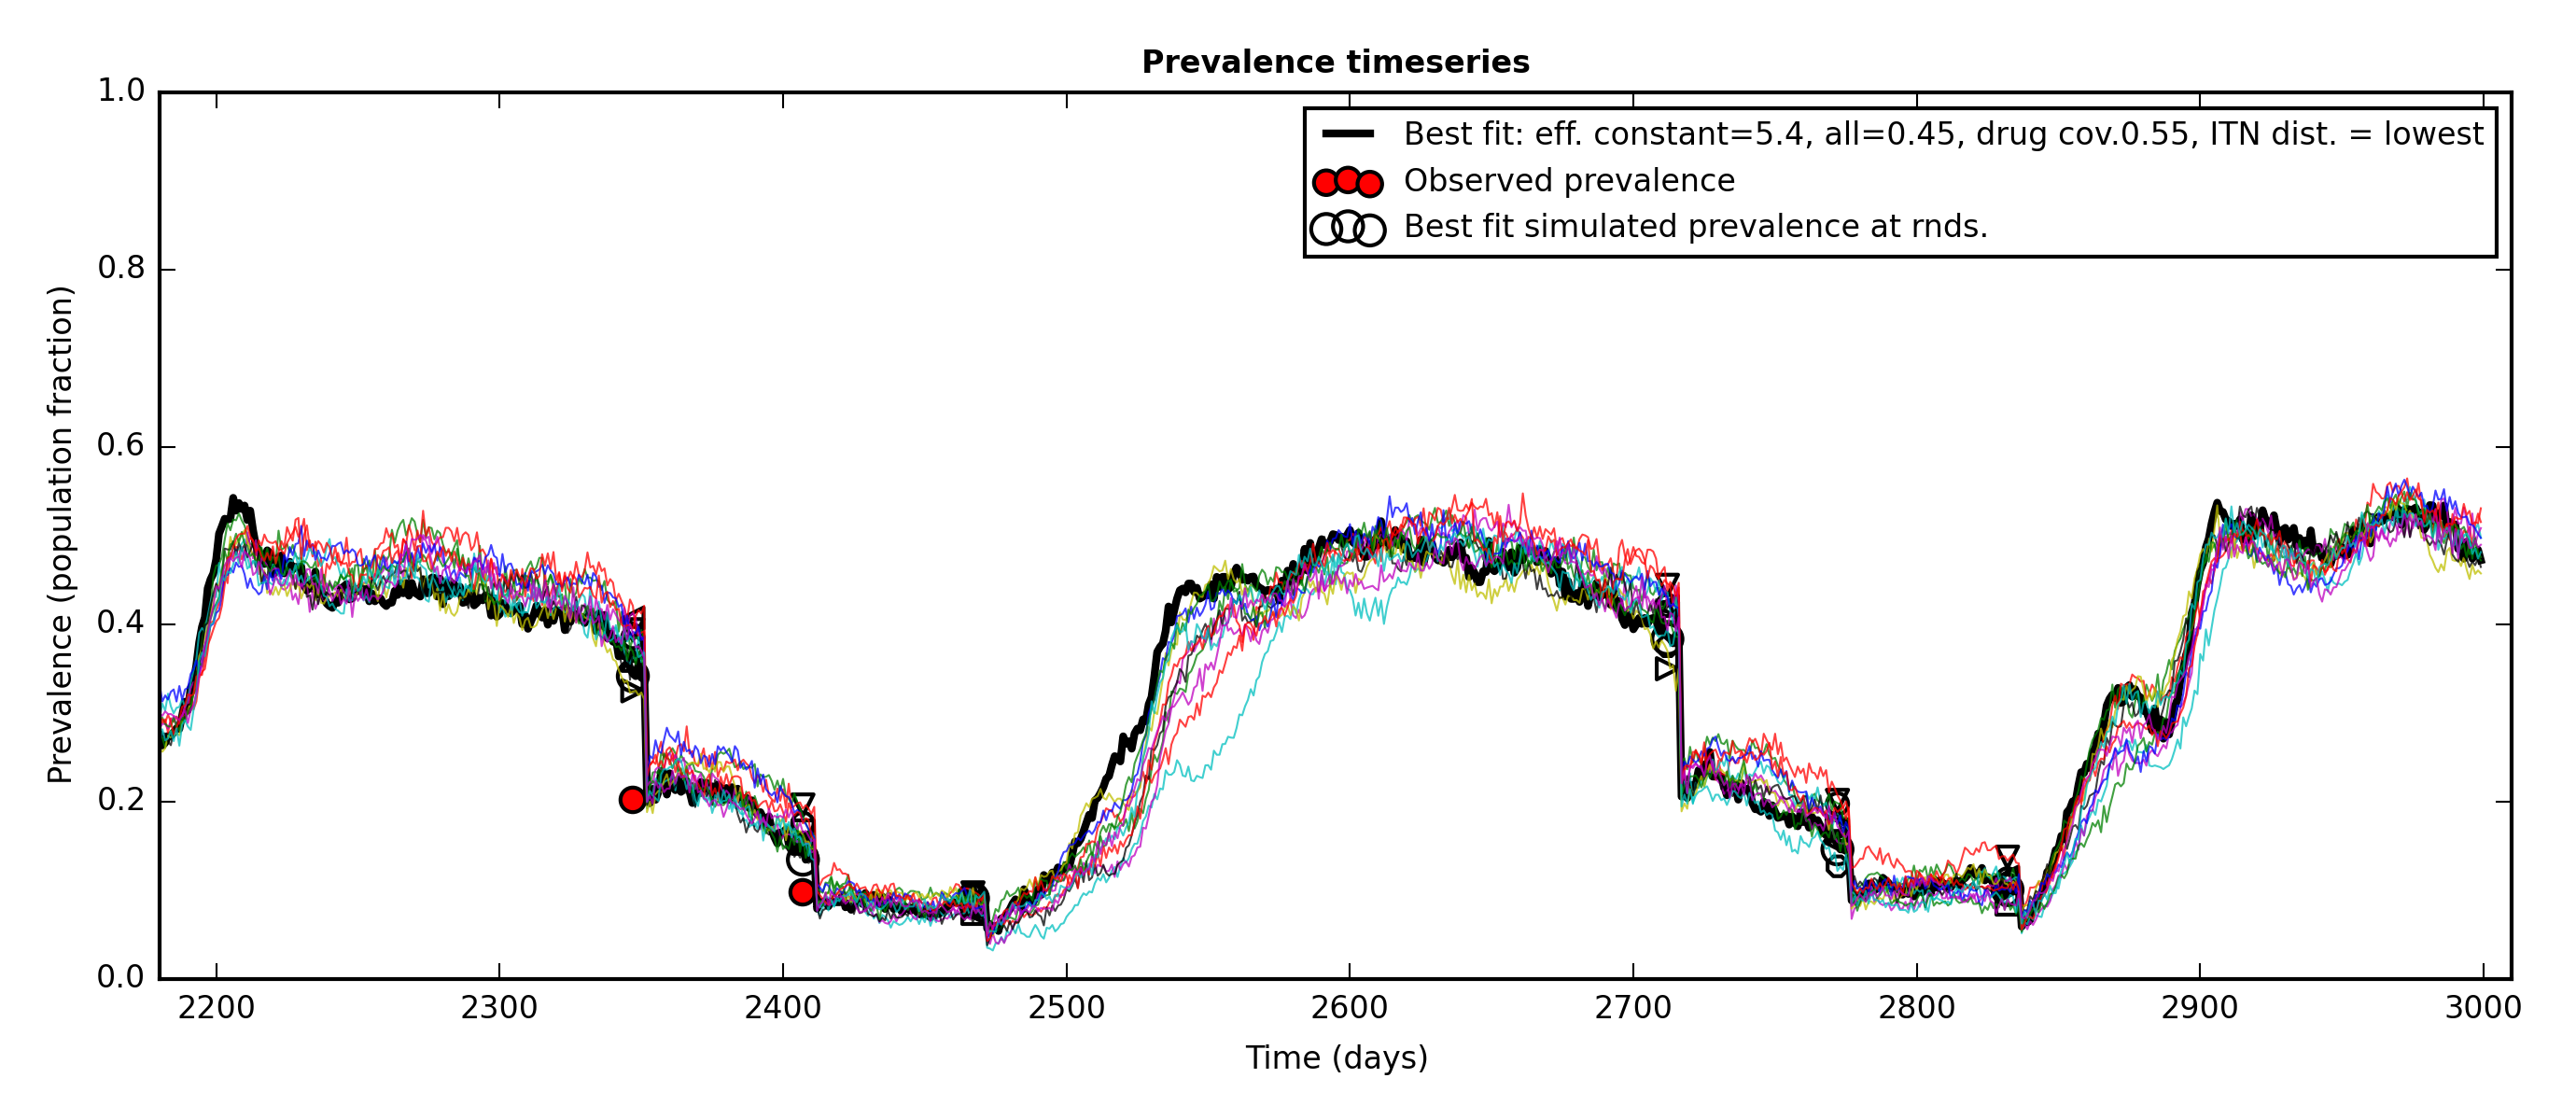 Prevalence timeseries
1.0
0.8
0.6
0.4
0.2
0.0
Prevalence (population fraction)
Best fit: eff. constant=5.4, all=0.45, drug cov.0.55, ITN dist. = lowest
Observed prevalence
Best fit simulated prevalence at rnds.
2200 2300 2400 2500 2600 2700 2800 2900 3000
Time (days)